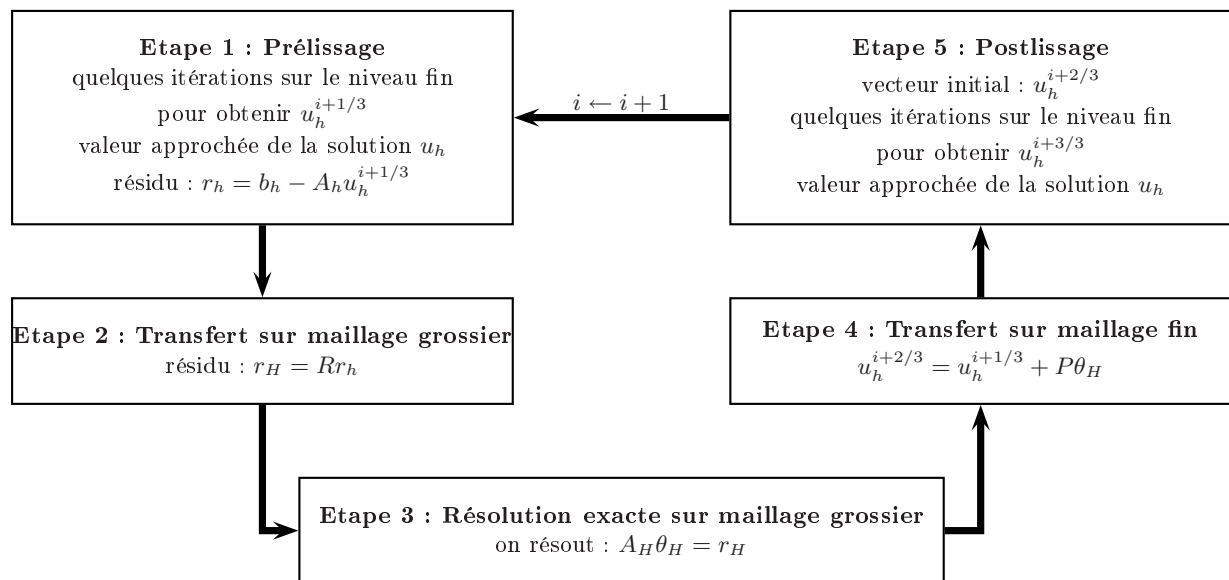 Etape 1 : Prélissage
quelques itérations sur le niveau fin
pour obtenir $u_h^{i+1/3}$
valeur approchée de la solution $u_h$
résidu : $r_h = b_h - A_h u_h^{i+1/3}$
$i \leftarrow i + 1$
Etape 5 : Postlissage
vecteur initial : $u_h^{i+2/3}$
quelques itérations sur le niveau fin
pour obtenir $u_h^{i+3/3}$
valeur approchée de la solution $u_h$
Etape 2 : Transfert sur maillage grossier
résidu : $r_H = Rr_h$
Etape 4 : Transfert sur maillage fin
$u_h^{i+2/3} = u_h^{i+1/3} + P\theta_H$
Etape 3 : Résolution exacte sur maillage grossier
on résout : $A_H\theta_H = r_H$